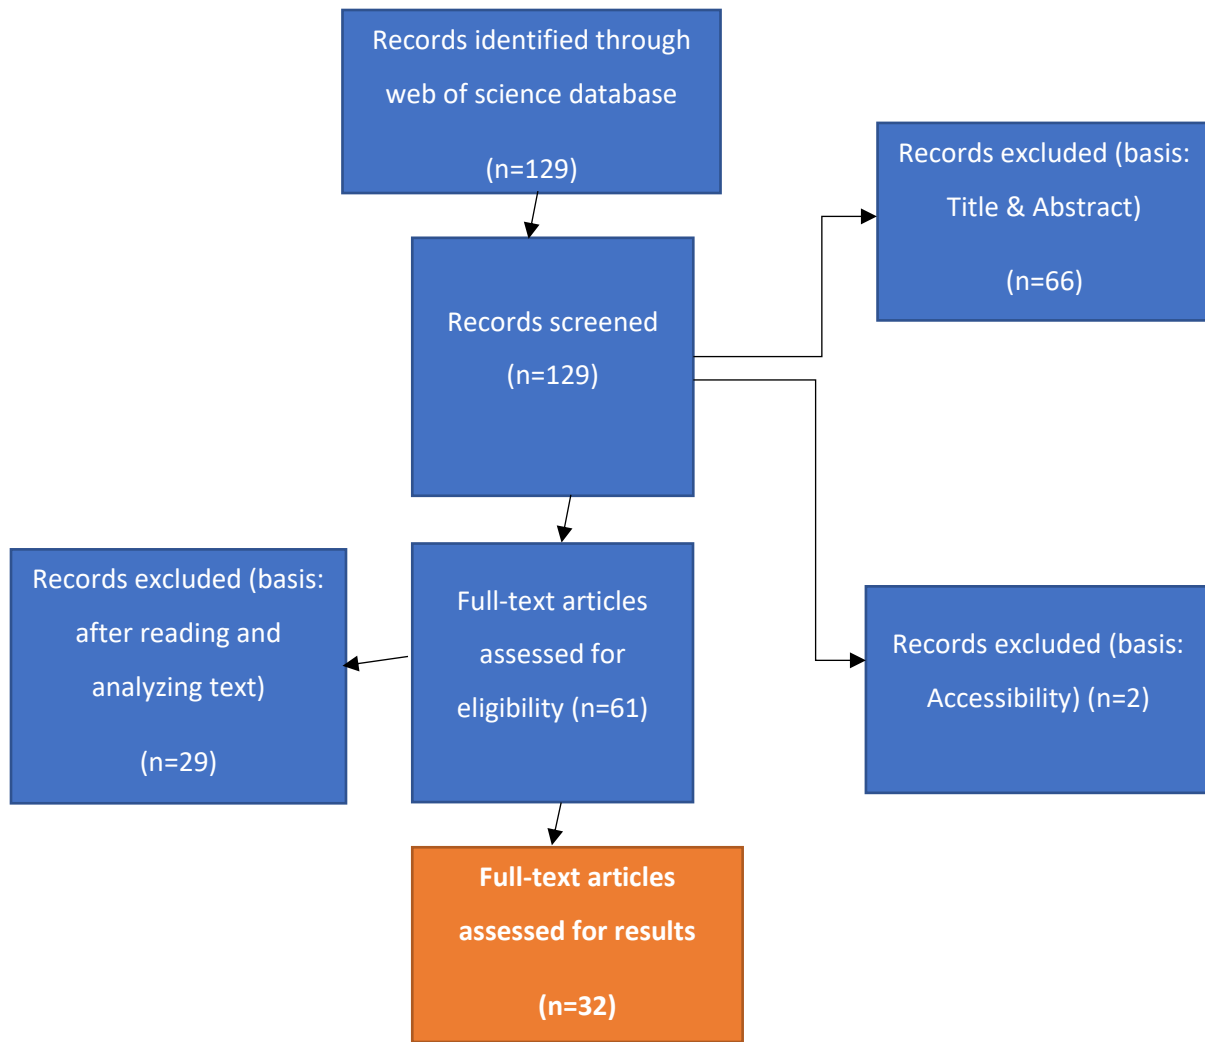 Records identified through
web of science database
(n=129)
Records excluded (basis:
Title & Abstract)
(n=66)
Records screened
(n=129)
Records excluded (basis:
after reading and
analyzing text)
(n=29)
Full-text articles
assessed for
eligibility (n=61)
Records excluded (basis:
Accessibility) (n=2)
Full-text articles
assessed for results
(n=32)